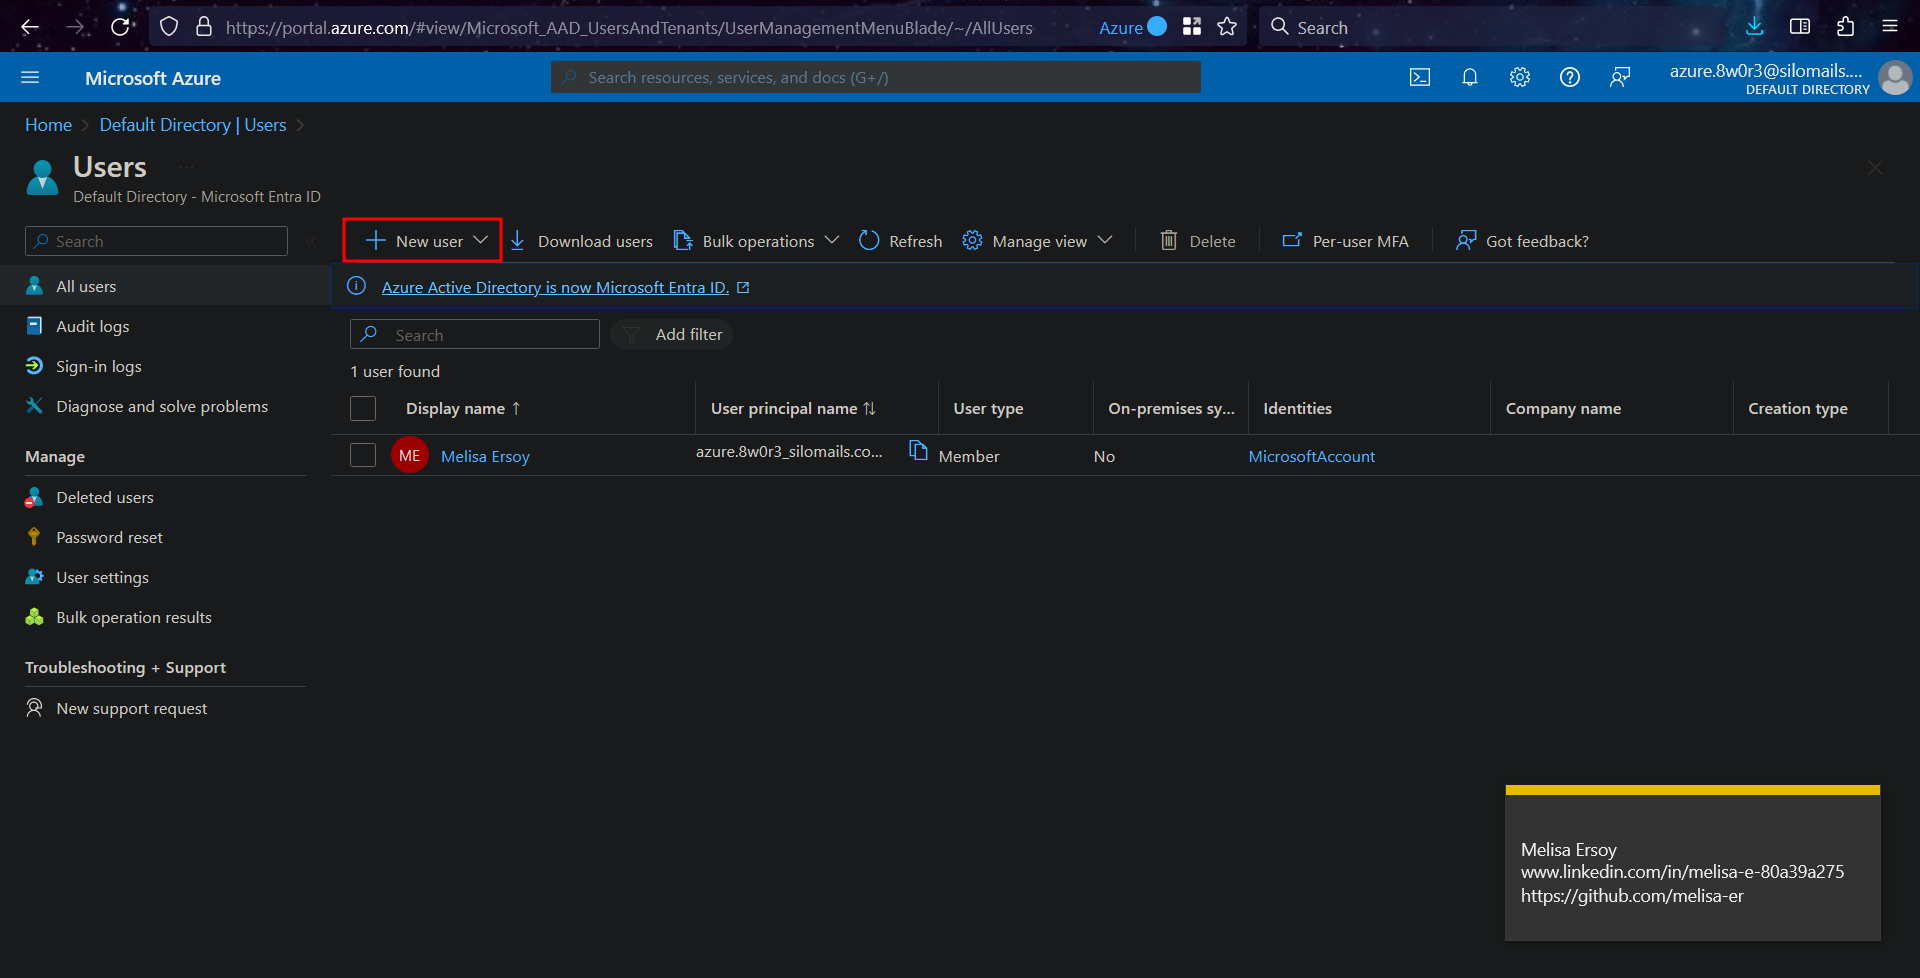 https://portal.azure.com/#view/Microsoft_AAD_UsersAndTenants/UserManagementMenuBlade/~/AllUsers
Azure
Search
Microsoft Azure
Search resources, services, and docs (G+/)
azure.8w0r3@silomails....
DEFAULT DIRECTORY
Home
Default Directory | Users
Users
Default Directory - Microsoft Entra ID
Search
New user
Download users
Bulk operations
Refresh
Manage view
Delete
Per-user MFA
Got feedback?
All users
Audit logs
Sign-in logs
Diagnose and solve problems
Manage
Deleted users
Password reset
User settings
Bulk operation results
Troubleshooting + Support
New support request
Azure Active Directory is now Microsoft Entra ID.
Search
Add filter
1 user found
Display name
User principal name
User type
On-premises sy...
Identities
Company name
Creation type
ME
Melisa Ersoy
azure.8w0r3_silomails.co...
Member
No
MicrosoftAccount
Melisa Ersoy
www.linkedin.com/in/melisa-e-80a39a275
https://github.com/melisa-er